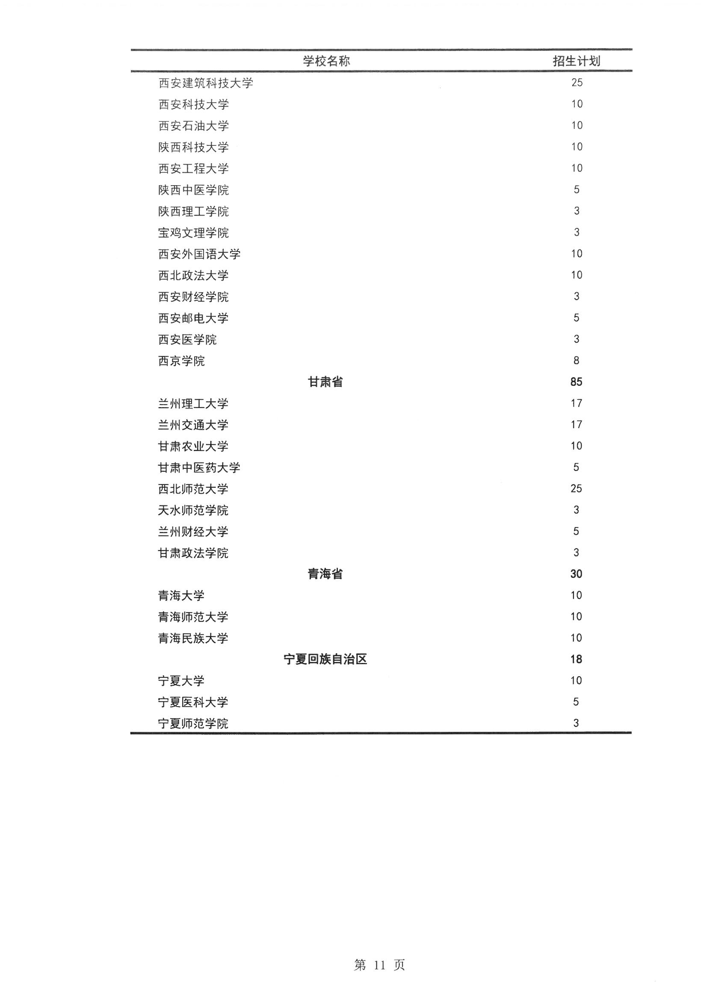 学校名称 招生计划
西安建筑科技大学 25
西安科技大学 10
西安石油大学 10
陕西科技大学 10
西安工程大学 10
陕西中医学院 5
陕西理工学院 3
宝鸡文理学院 3
西安外国语大学 10
西北政法大学 10
西安财经学院 3
西安邮电大学 5
西安医学院 3
西京学院 8
甘肃省 85
兰州理工大学 17
兰州交通大学 17
甘肃农业大学 10
甘肃中医药大学 5
西北师范大学 25
天水师范学院 3
兰州财经大学 5
甘肃政法学院 3
青海省 30
青海大学 10
青海师范大学 10
青海民族大学 10
宁夏回族自治区 18
宁夏大学 10
宁夏医科大学 5
宁夏师范学院 3
第 11 页